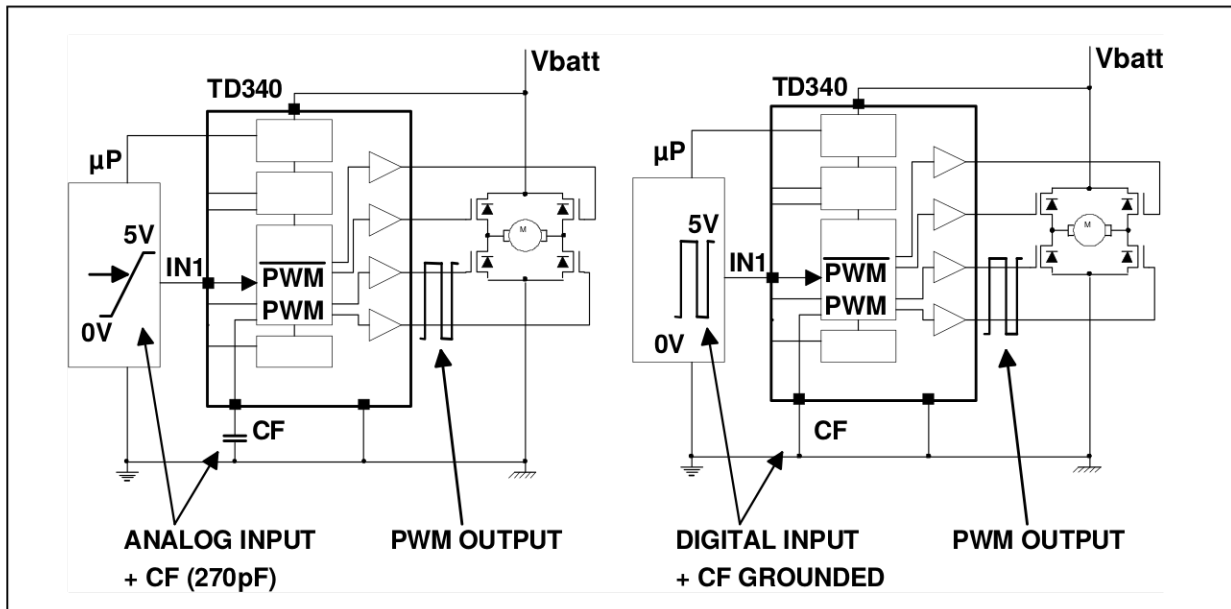 Vbatt
TD340
µP
5V
IN1
PWM
PWM
0V
M
CF
ANALOG INPUT
+ CF (270pF)
PWM OUTPUT
Vbatt
TD340
µP
5V
IN1
PWM
PWM
0V
M
CF
DIGITAL INPUT
+ CF GROUNDED
PWM OUTPUT